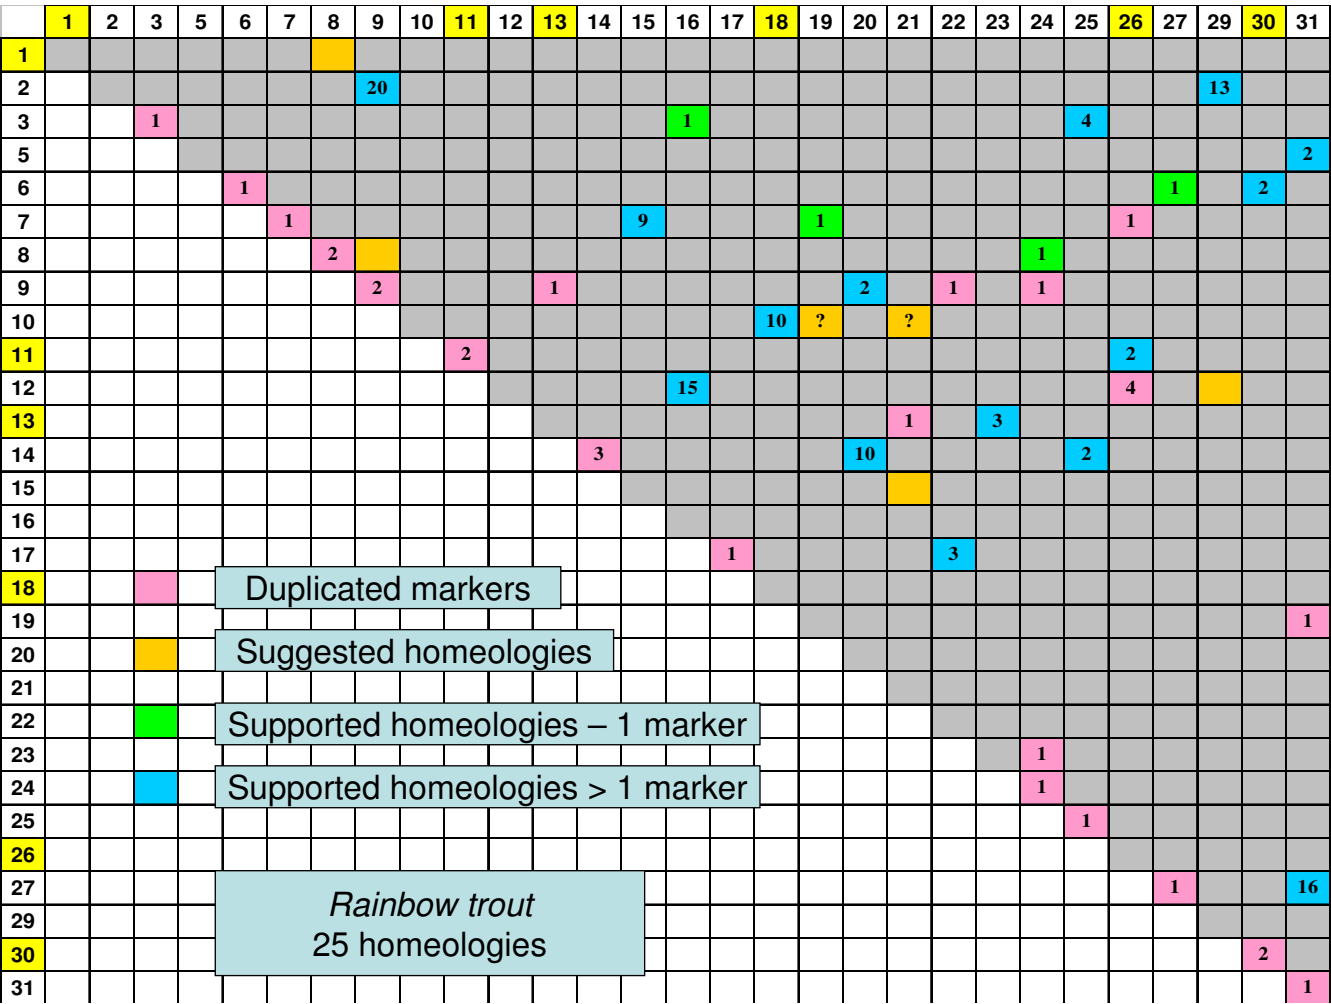 1 2 3 5 6 7 8 9 10 11 12 13 14 15 16 17 18 19 20 21 22 23 24 25 26 27 29 30 31
1
2 20 13
3 1 1 4
5 2
6 1 1 2
7 1 9 1 1
8 2 1
9 2 1 2 1 1
10 10 ? ?
11 2 2
12 15 4
13 1 3
14 3 10 2
15
16
17 1 3
18 Duplicated markers
19 1
20 Suggested homeologies
21
22 Supported homeologies – 1 marker
23 1
24 Supported homeologies > 1 marker 1
25 1
26
27 1 16
Rainbow trout
29
25 homeologies
30 2
31 1